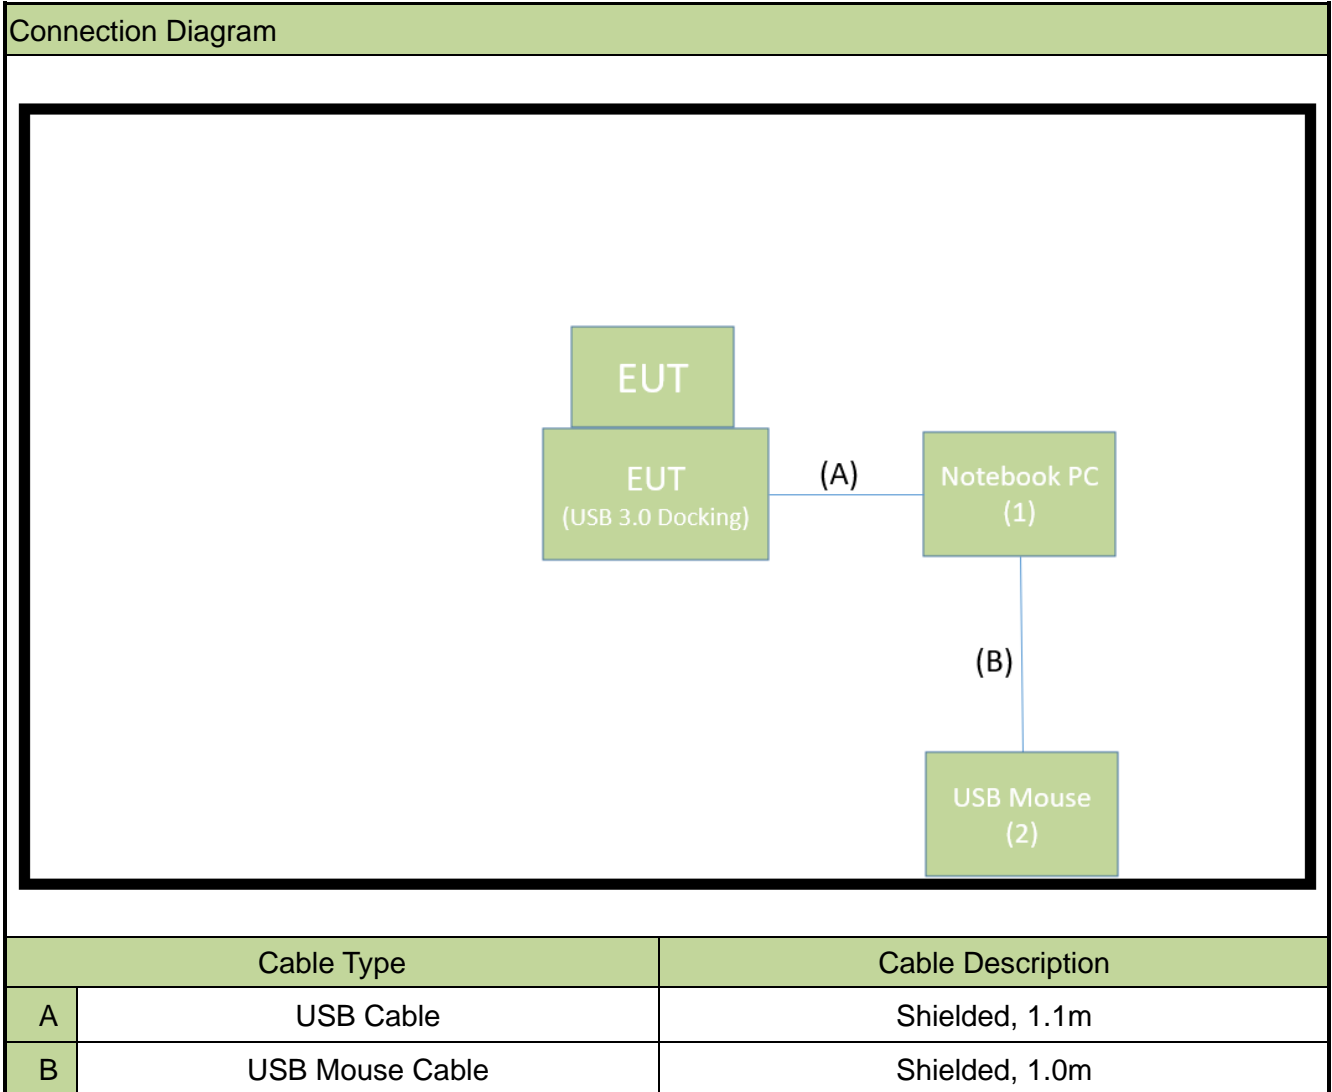 Connection Diagram
EUT
EUT
(USB 3.0 Docking)
(A)
Notebook PC
(1)
(B)
USB Mouse
(2)
Cable Type
Cable Description
A
USB Cable
Shielded, 1.1m
B
USB Mouse Cable
Shielded, 1.0m